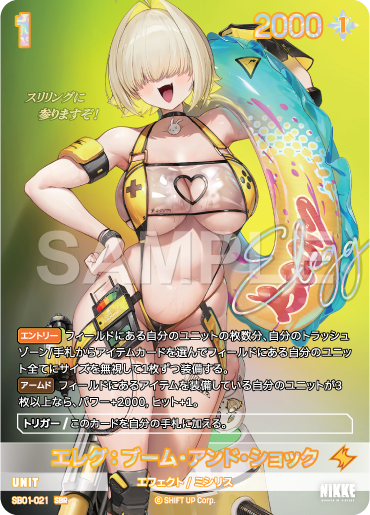 1
2000 1
スリリングに
参りますぞ!
SAMPLE
Elegg
エントリー フィールドにある自分のユニットの枚数分、自分のトラッシュ
ゾーン/手札からアイテムカードを選んでフィールドにある自分のユニ
ット全てにサイズを無視して1枚ずつ装備する。
アームド フィールドにあるアイテムを装備している自分のユニットが3
枚以上なら、パワー+2000、ヒット+1。
トリガー/このカードを自分の手札に加える。
エレグ:ブーム・アンド・ショック
UNIT
エフェクト / ミシリス
SB01-021 SBR
©SHIFT UP Corp.
NIKKE